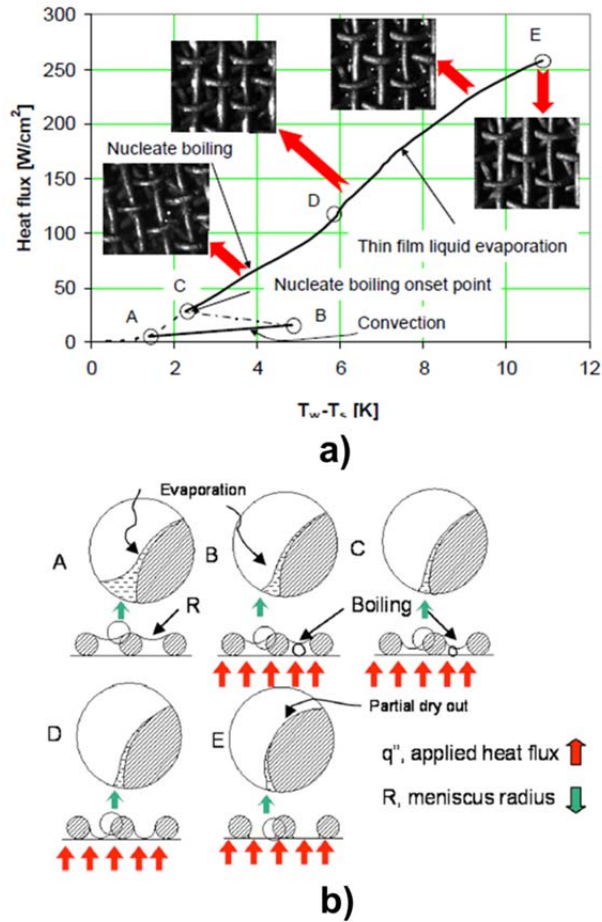 300
250
200
150
100
50
0
Heat flux [W/cm²]
E
Nucleate boiling
D
Thin film liquid evaporation
C
Nucleate boiling onset point
A
B
Convection
0 2 4 6 8 10 12
[K]
a)
Evaporation
A
B
C
R
Boiling
D
E
Partial dry out
q", applied heat flux
R, meniscus radius
b)